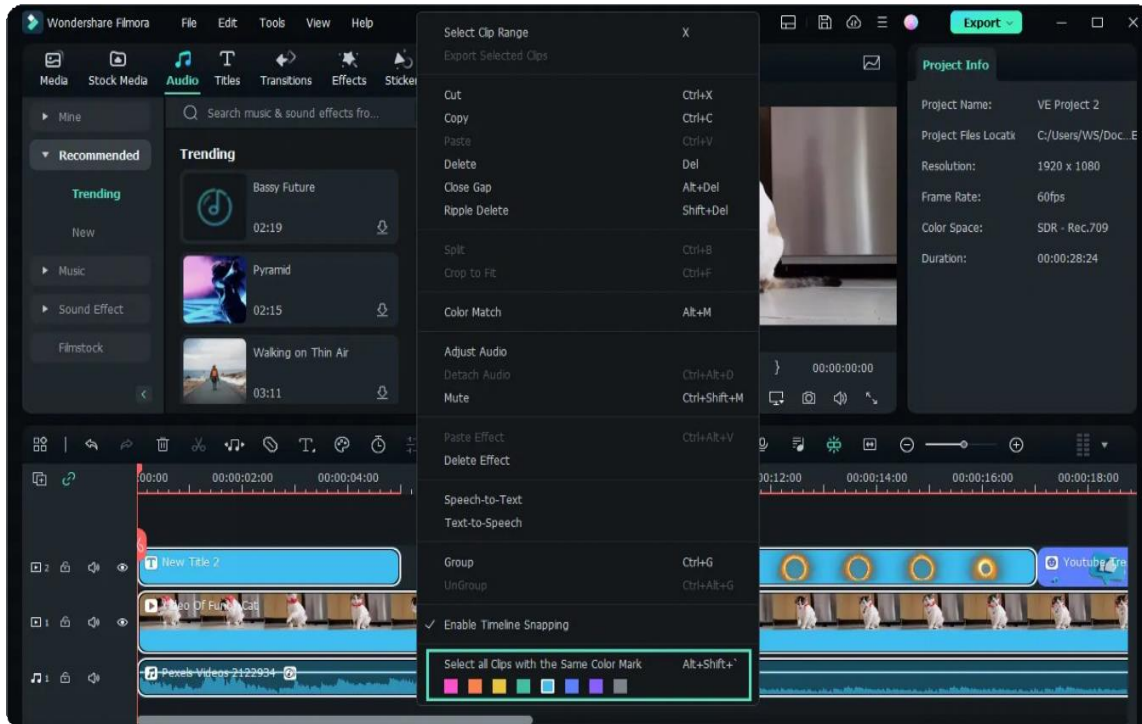 Wondershare Filmora File Edit Tools View Help Export
Media Stock Media Audio Titles Transitions Effects
Mine
Recommended
Trending
New
Music
Sound Effect
Filmstock
Search music & sound effects fro...
Trending
Bassy Future
02:19
Pyramid
02:15
Walking on Thin Air
03:11
Select Clip Range X
Export Selected Clips
Cut Ctrl+X
Copy Ctrl+C
Paste Ctrl+V
Delete Del
Close Gap Alt+Del
Ripple Delete Shift+Del
Split Ctrl+B
Crop to Fit Ctrl+F
Color Match Alt+M
Adjust Audio
Detach Audio Ctrl+Alt+D
Mute Ctrl+Shift+M
Paste Effect Ctrl+Alt+V
Delete Effect
Speech-to-Text
Text-to-Speech
Group Ctrl+G
UnGroup Ctrl+Alt+G
Enable Timeline Snapping
Select all Clips with the Same Color Mark Alt+Shift+`
} 00:00:00:00
Project Info
Project Name: VE Project 2
Project Files Locati C:/Users/WS/Doc...E
Resolution: 1920 x 1080
Frame Rate: 60fps
Color Space: SDR - Rec.709
Duration: 00:00:28:24
:00:00 00:00:02:00 00:00:04:00 00:12:00 00:00:14:00 00:00:16:00 00:00:18:00
2 New Title 2 Youtube
1 Of Cat
1 Pexels Videos 2122934